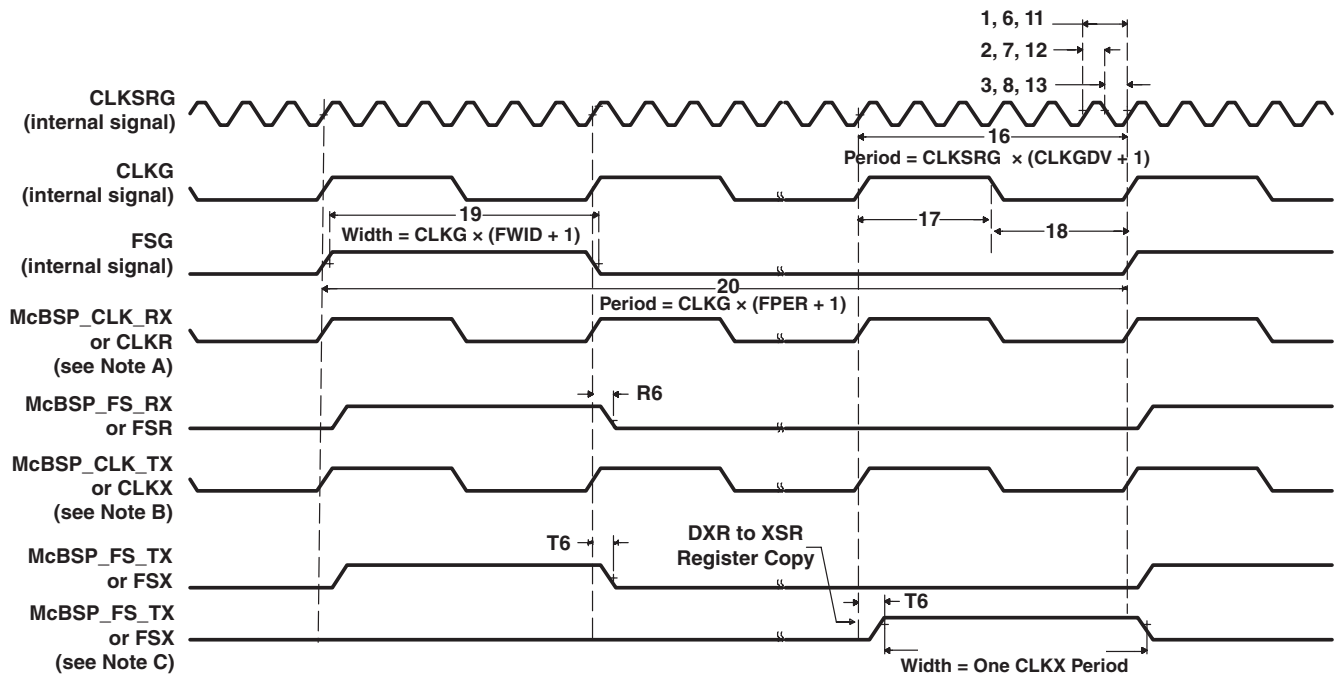 1, 6, 11
2, 7, 12
3, 8, 13
CLKSRG
(internal signal)
16
Period = CLKSRG × (CLKGDV + 1)
CLKG
(internal signal)
19
Width = CLKG × (FWID + 1)
17
18
FSG
(internal signal)
20
Period = CLKG × (FPER + 1)
McBSP_CLK_RX
or CLKR
(see Note A)
R6
McBSP_FS_RX
or FSR
McBSP_CLK_TX
or CLKX
(see Note B)
T6
DXR to XSR
Register Copy
McBSP_FS_TX
or FSX
T6
McBSP_FS_TX
or FSX
(see Note C)
Width = One CLKX Period